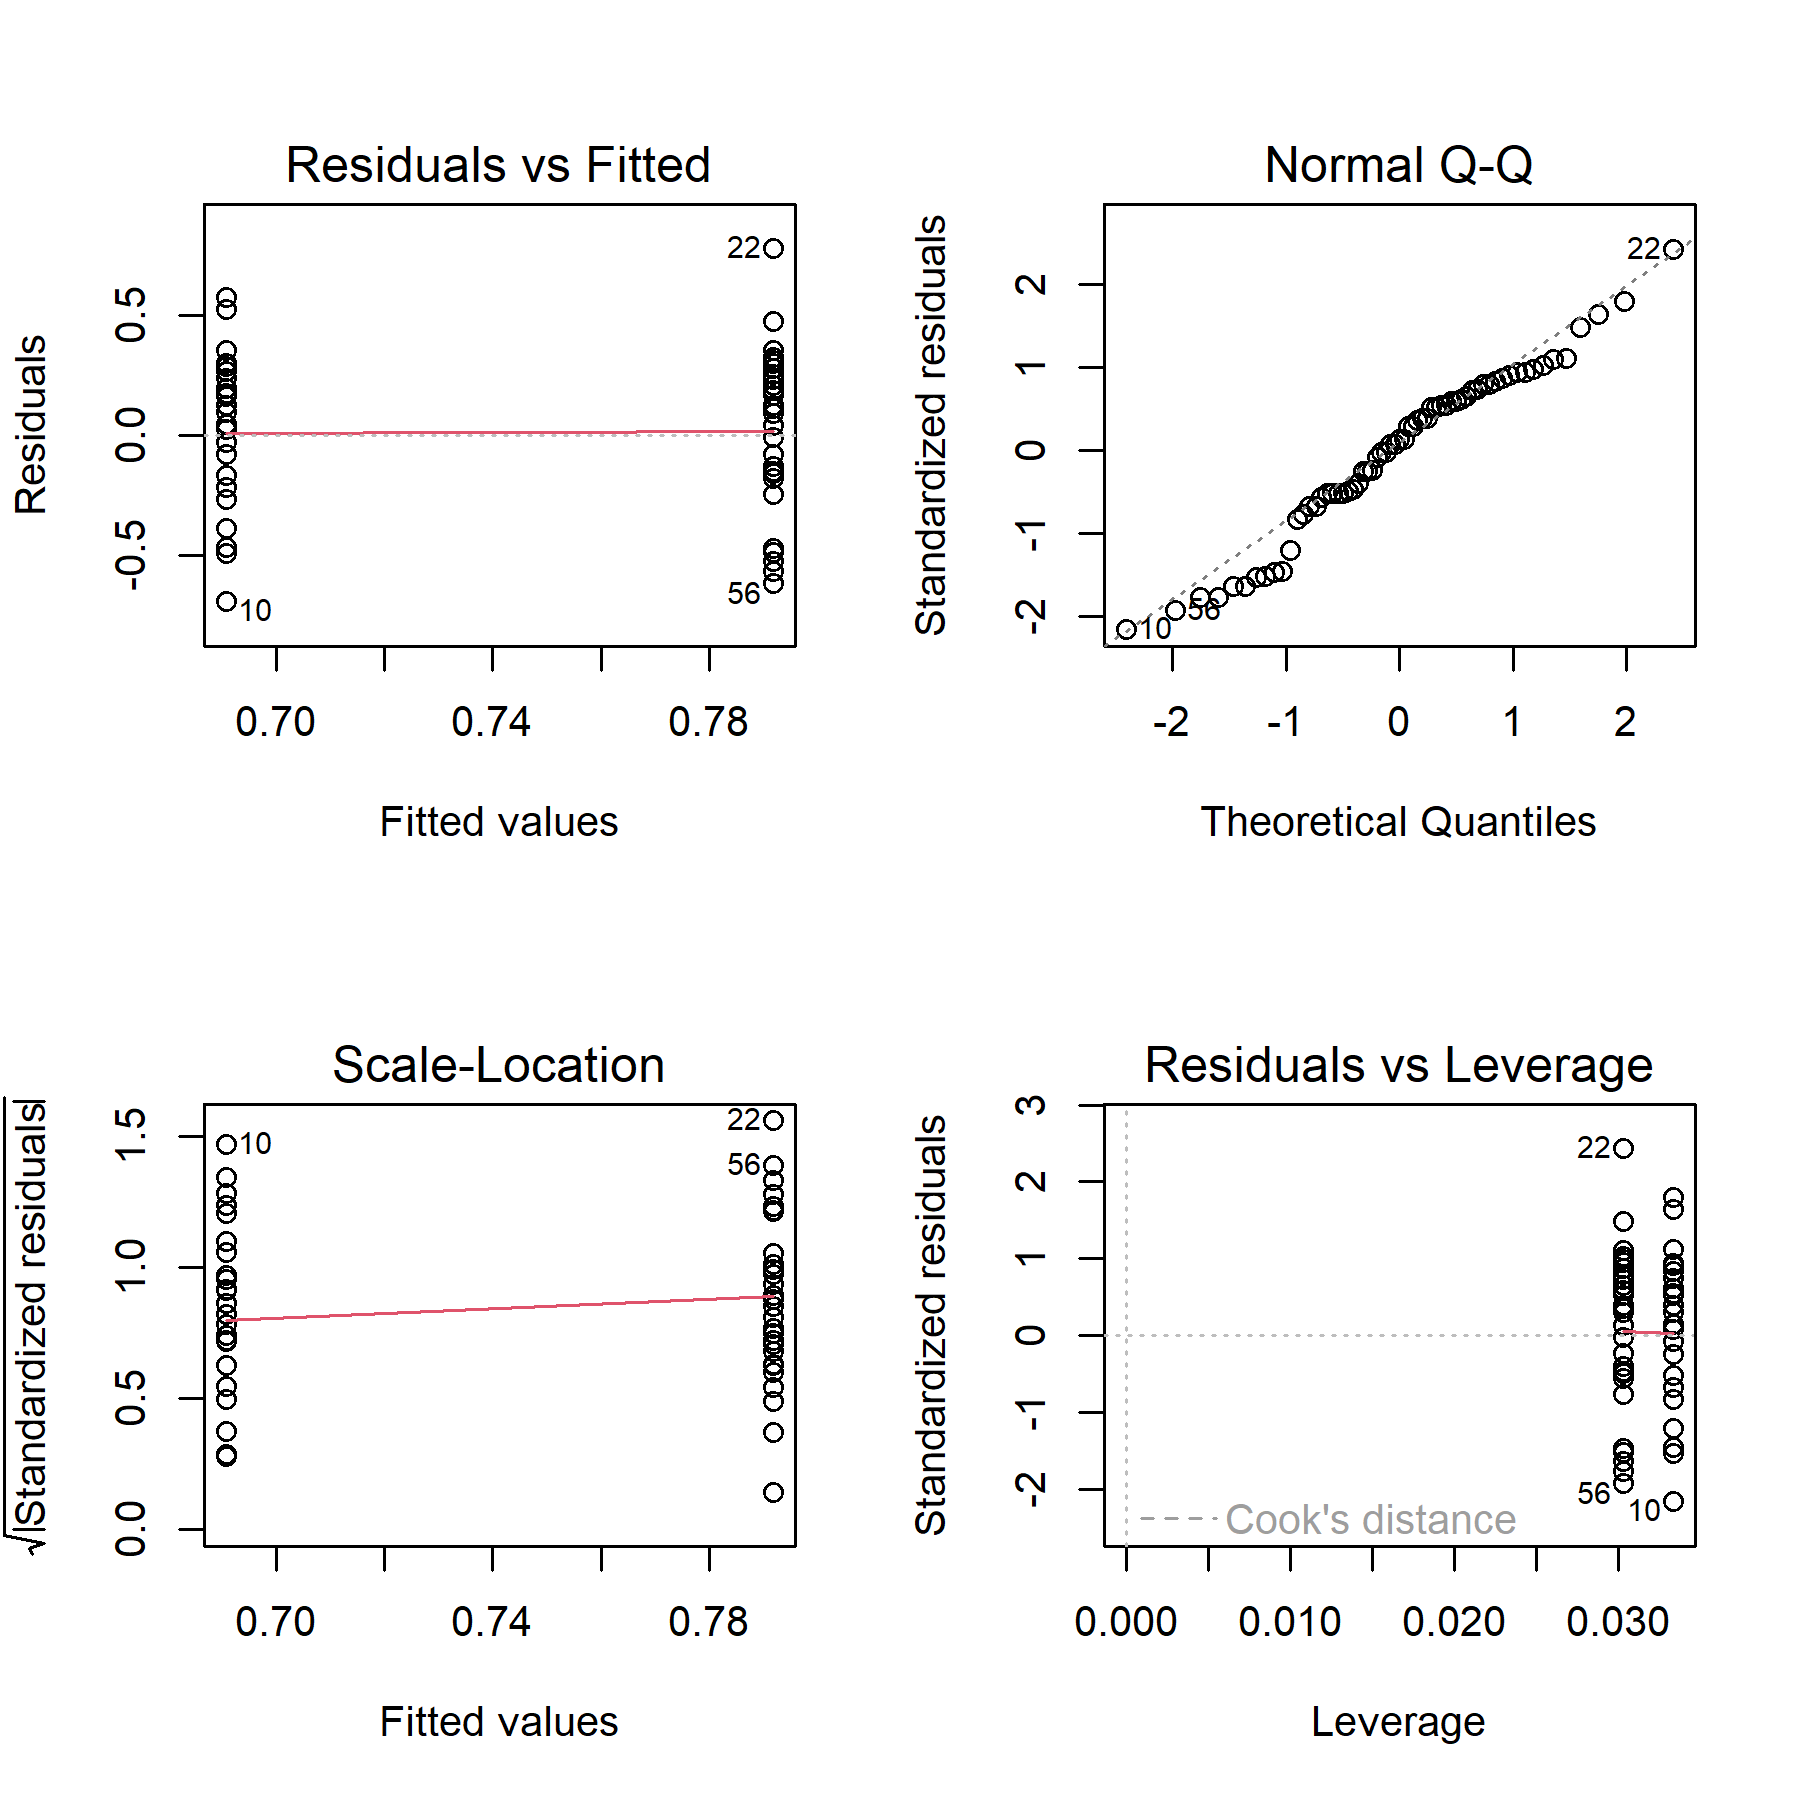 Residuals vs Fitted
Residuals
0.5
0.0
-0.5
22
56
10
0.70 0.74 0.78
Fitted values
Normal Q-Q
Standardized residuals
2
1
0
-1
-2
22
56
10
-2 -1 0 1 2
Theoretical Quantiles
Scale-Location
√|Standardized residuals|
1.5
1.0
0.5
0.0
10
22
56
0.70 0.74 0.78
Fitted values
Residuals vs Leverage
Standardized residuals
3
2
1
0
-1
-2
22
56
10
Cook's distance
0.000 0.010 0.020 0.030
Leverage